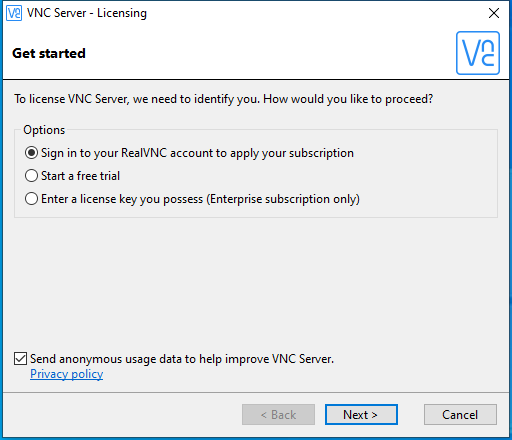 VNC Server - Licensing
Get started
To license VNC Server, we need to identify you. How would you like to proceed?
Options
Sign in to your RealVNC account to apply your subscription
Start a free trial
Enter a license key you possess (Enterprise subscription only)
Send anonymous usage data to help improve VNC Server.
Privacy policy
< Back
Next >
Cancel